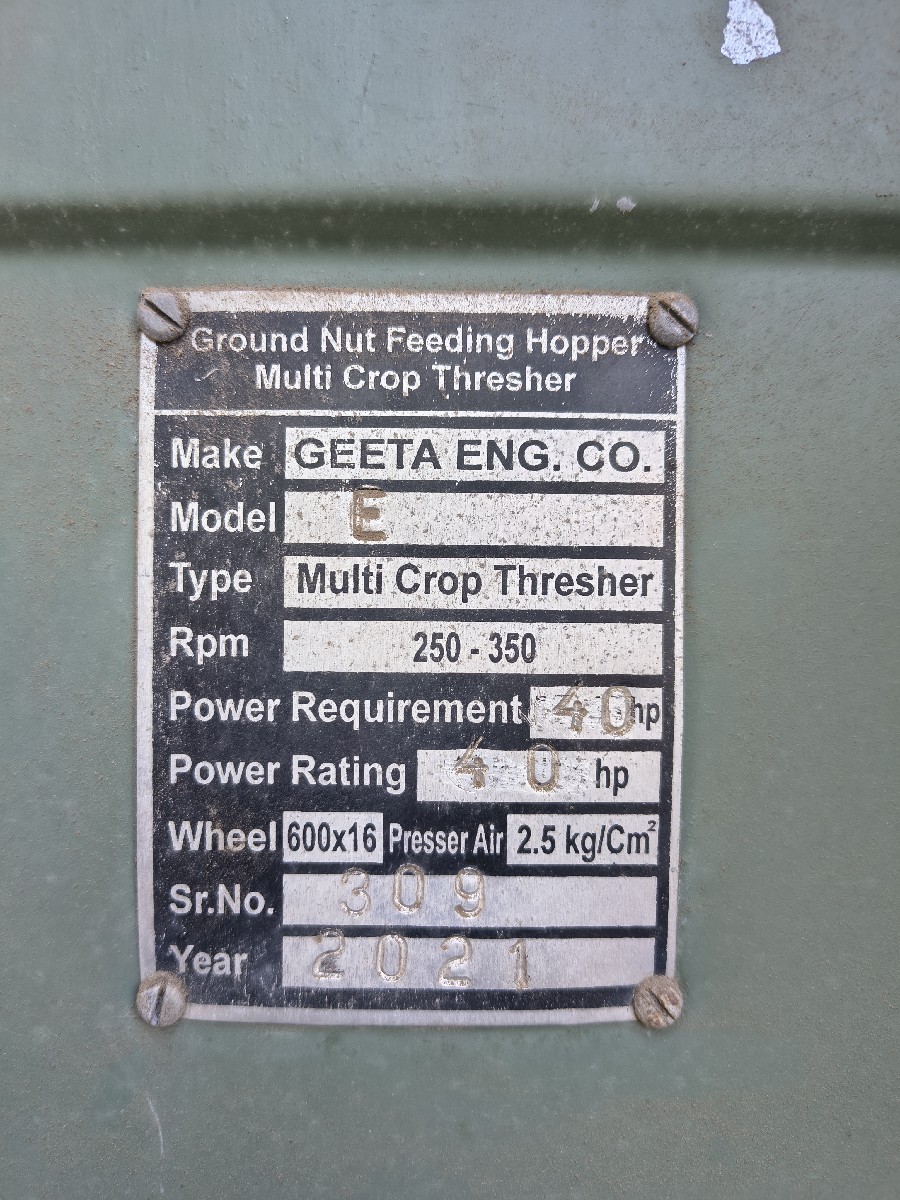 Ground Nut Feeding Hopper
Multi Crop Thresher
Make GEETA ENG. CO.
Model E
Type Multi Crop Thresher
Rpm 250 - 350
Power Requirement 40 hp
Power Rating 40 hp
Wheel 600x16 Presser Air 2.5 kg/Cm²
Sr.No. 309
Year 2021